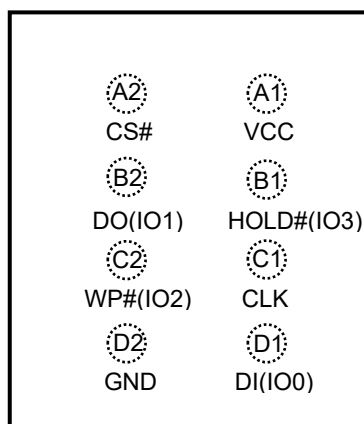 A2 A1
CS# VCC
B2 B1
DO(IO1) HOLD#(IO3)
C2 C1
WP#(IO2) CLK
D2 D1
GND DI(IO0)